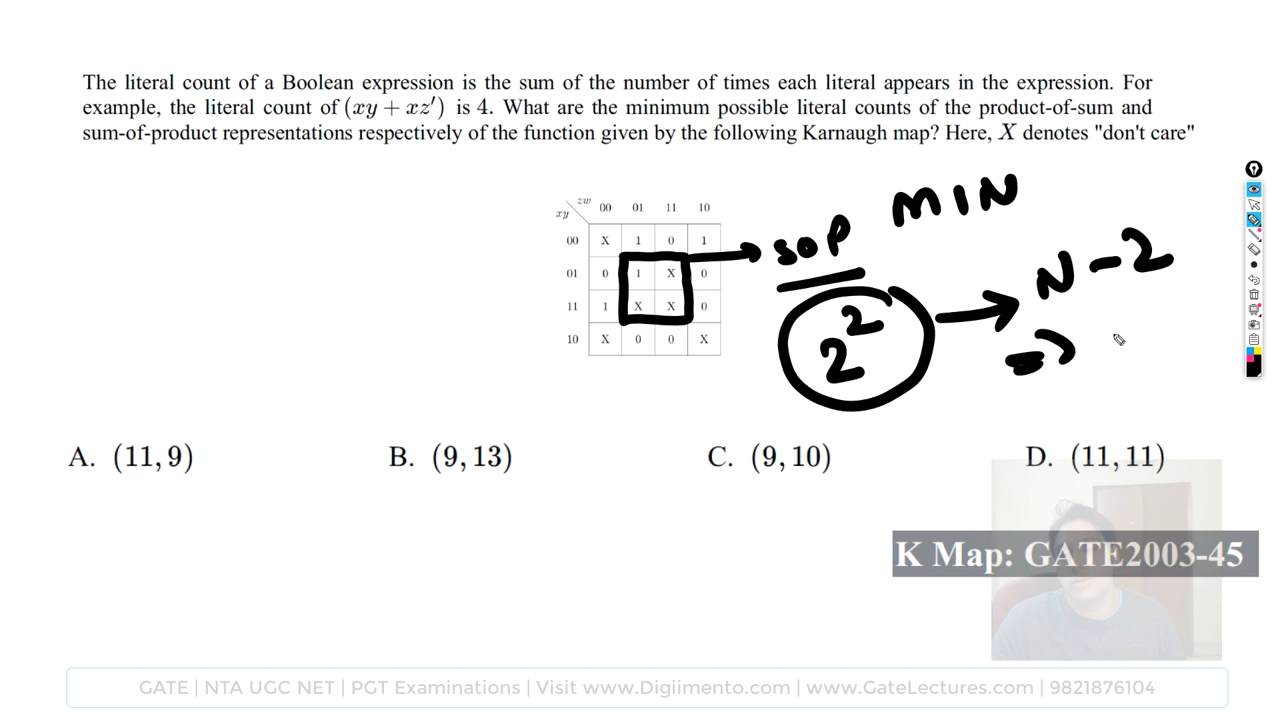 The literal count of a Boolean expression is the sum of the number of times each literal appears in the expression. For
example, the literal count of (xy + xz′) is 4. What are the minimum possible literal counts of the product-of-sum and
sum-of-product representations respectively of the function given by the following Karnaugh map? Here, X denotes "don't care"
MIN
zw 00 01 11 10
xy
00 X 1 0 1
SOP
01 0 1 X 0
N-2
11 1 X X 0
2²
=>
10 X 0 0 X
A. (11, 9) B. (9, 13) C. (9, 10) D. (11, 11)
K Map: GATE2003-45
GATE | NTA UGC NET | PGT Examinations | Visit www.Digiimento.com | www.GateLectures.com | 9821876104